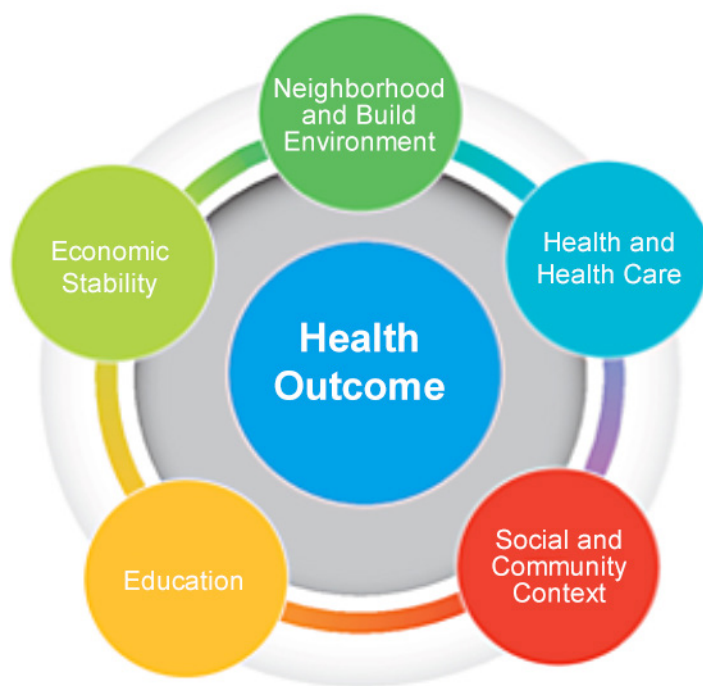 Neighborhood
and Build
Environment
Economic
Stability
Health and
Health Care
Health
Outcome
Education
Social and
Community
Context